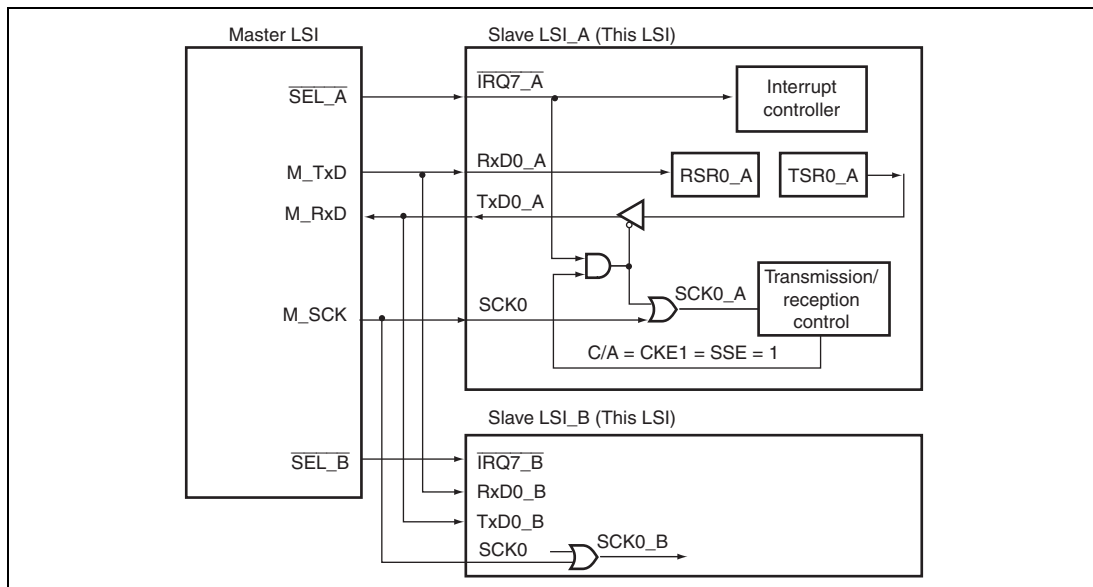 Master LSI
Slave LSI_A (This LSI)
SEL_A
IRQ7_A
Interrupt
controller
M_TxD
RxD0_A
RSR0_A
TSR0_A
M_RxD
TxD0_A
Transmission/
reception
control
SCK0_A
M_SCK
SCK0
C/A = CKE1 = SSE = 1
Slave LSI_B (This LSI)
SEL_B
IRQ7_B
RxD0_B
TxD0_B
SCK0
SCK0_B